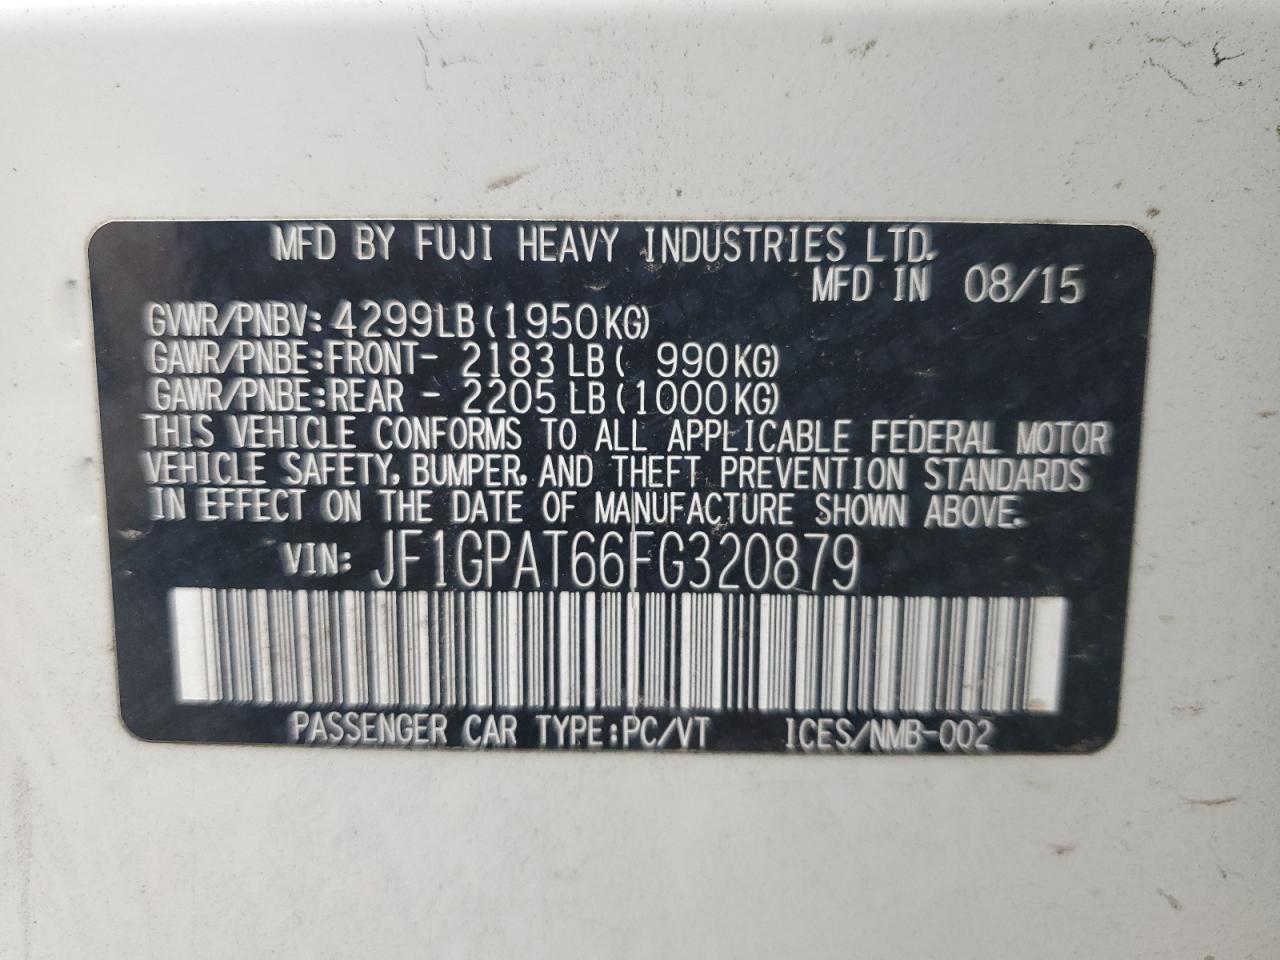 MFD BY FUJI HEAVY INDUSTRIES LTD.
MFD IN 08/15
GVWR/PNBV: 4299LB (1950KG)
GAWR/PNBE: FRONT- 2183 LB ( 990KG)
GAWR/PNBE: REAR - 2205 LB (1000KG)
THIS VEHICLE CONFORMS TO ALL APPLICABLE FEDERAL MOTOR
VEHICLE SAFETY, BUMPER, AND THEFT PREVENTION STANDARDS
IN EFFECT ON THE DATE OF MANUFACTURE SHOWN ABOVE.
VIN: JF1GPAT66FG320879
PASSENGER CAR TYPE:PC/VT ICES/NMB-002